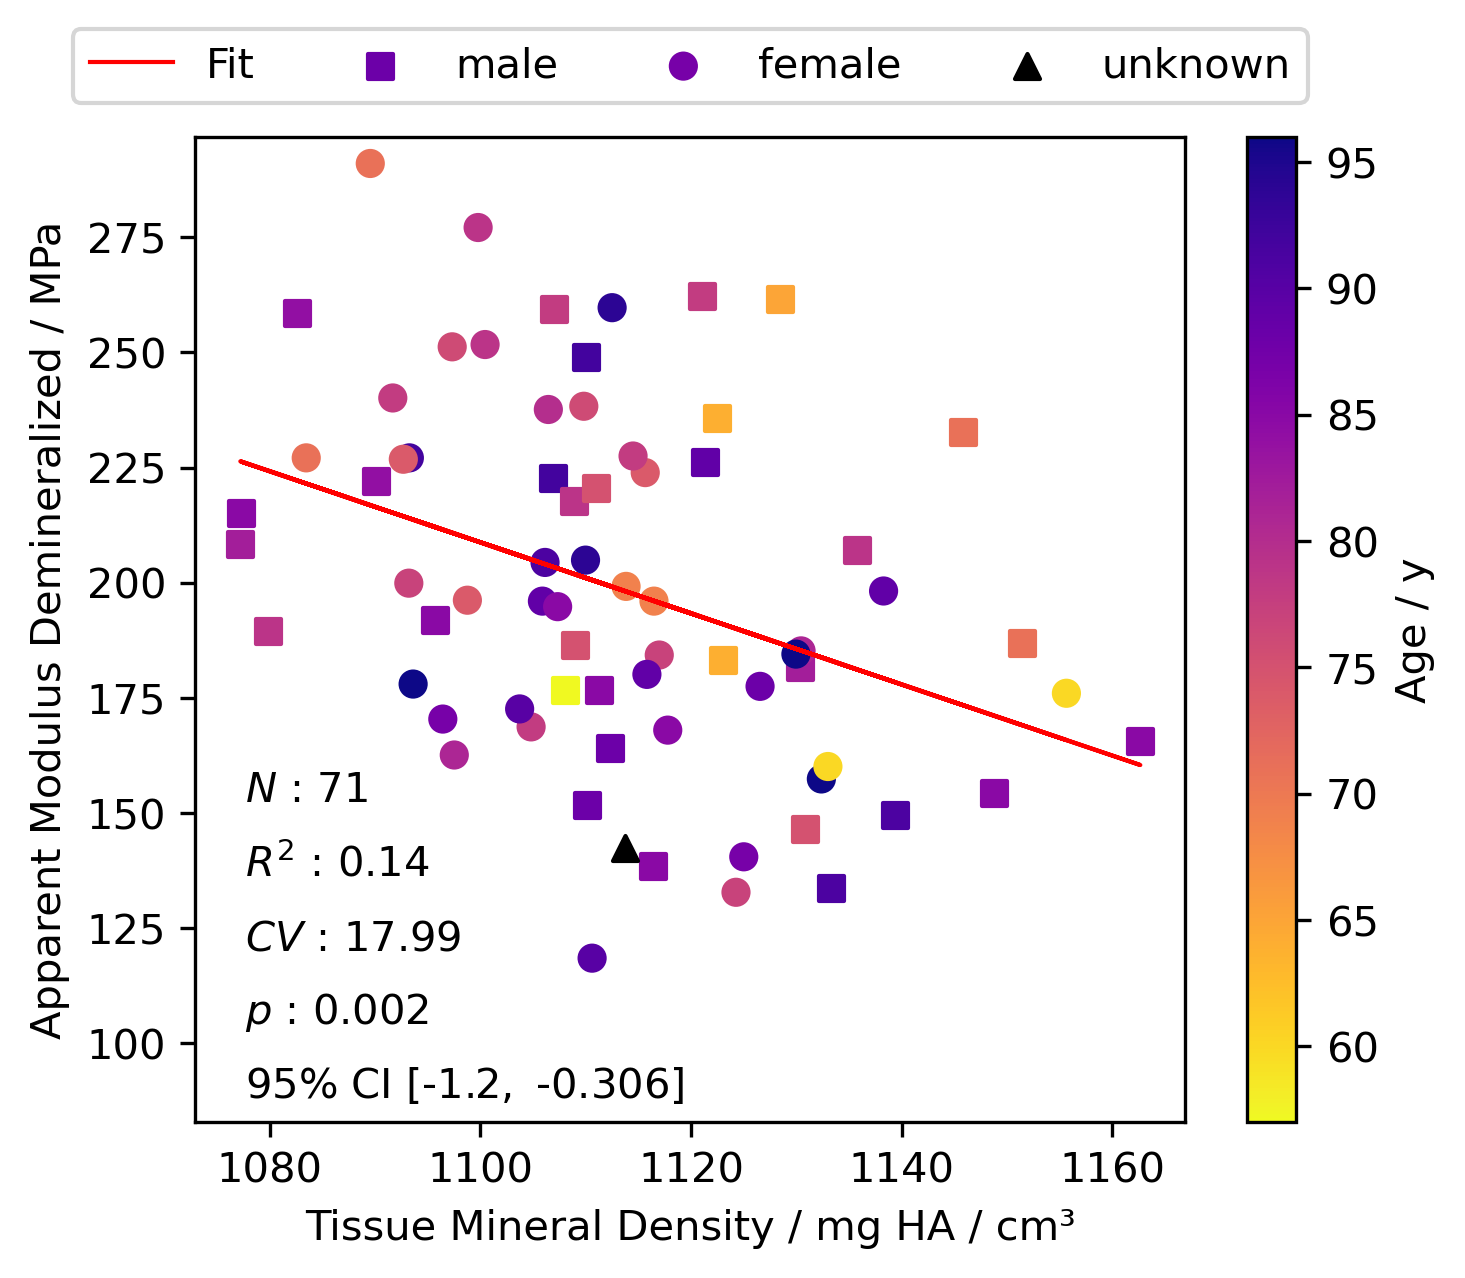 Fit male female unknown
Apparent Modulus Demineralized / MPa
275
250
225
200
175
150
125
100
N : 71
R² : 0.14
CV : 17.99
p : 0.002
95% CI [-1.2, -0.306]
1080 1100 1120 1140 1160
Tissue Mineral Density / mg HA / cm³
95
90
85
80
75
70
65
60
Age / y